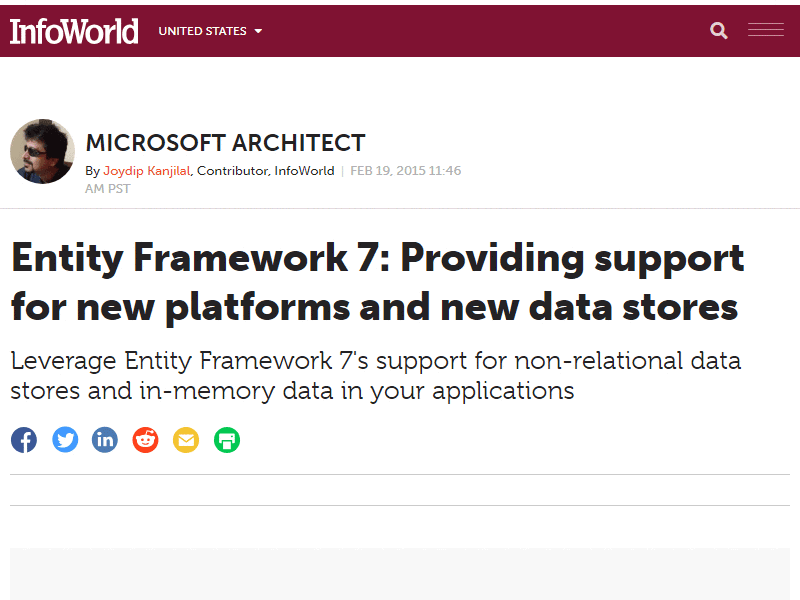 InfoWorld
UNITED STATES
MICROSOFT ARCHITECT
By Joydip Kanjilal, Contributor, InfoWorld | FEB 19, 2015 11:46
AM PST
Entity Framework 7: Providing support
for new platforms and new data stores
Leverage Entity Framework 7's support for non-relational data
stores and in-memory data in your applications